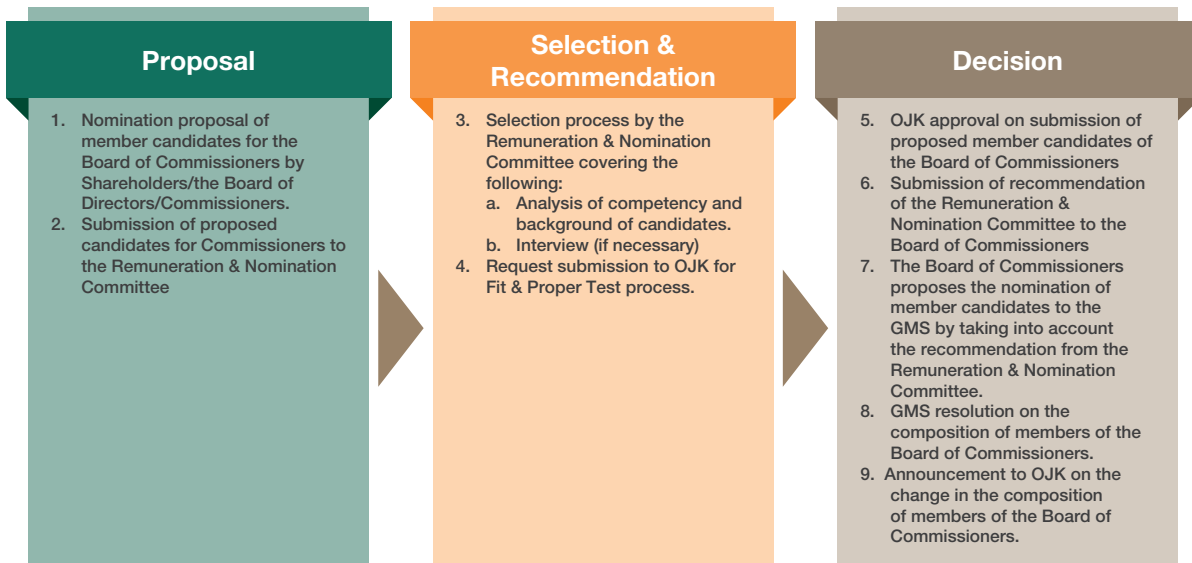 Proposal
1. Nomination proposal of
member candidates for the
Board of Commissioners by
Shareholders/the Board of
Directors/Commissioners.
2. Submission of proposed
candidates for Commissioners to
the Remuneration & Nomination
Committee
Selection &
Recommendation
3. Selection process by the
Remuneration & Nomination
Committee covering the
following:
a. Analysis of competency and
background of candidates.
b. Interview (if necessary)
4. Request submission to OJK for
Fit & Proper Test process.
Decision
5. OJK approval on submission of
proposed member candidates of
the Board of Commissioners
6. Submission of recommendation
of the Remuneration &
Nomination Committee to the
Board of Commissioners
7. The Board of Commissioners
proposes the nomination of
member candidates to the
GMS by taking into account
the recommendation from the
Remuneration & Nomination
Committee.
8. GMS resolution on the
composition of members of the
Board of Commissioners.
9. Announcement to OJK on the
change in the composition
of members of the Board of
Commissioners.